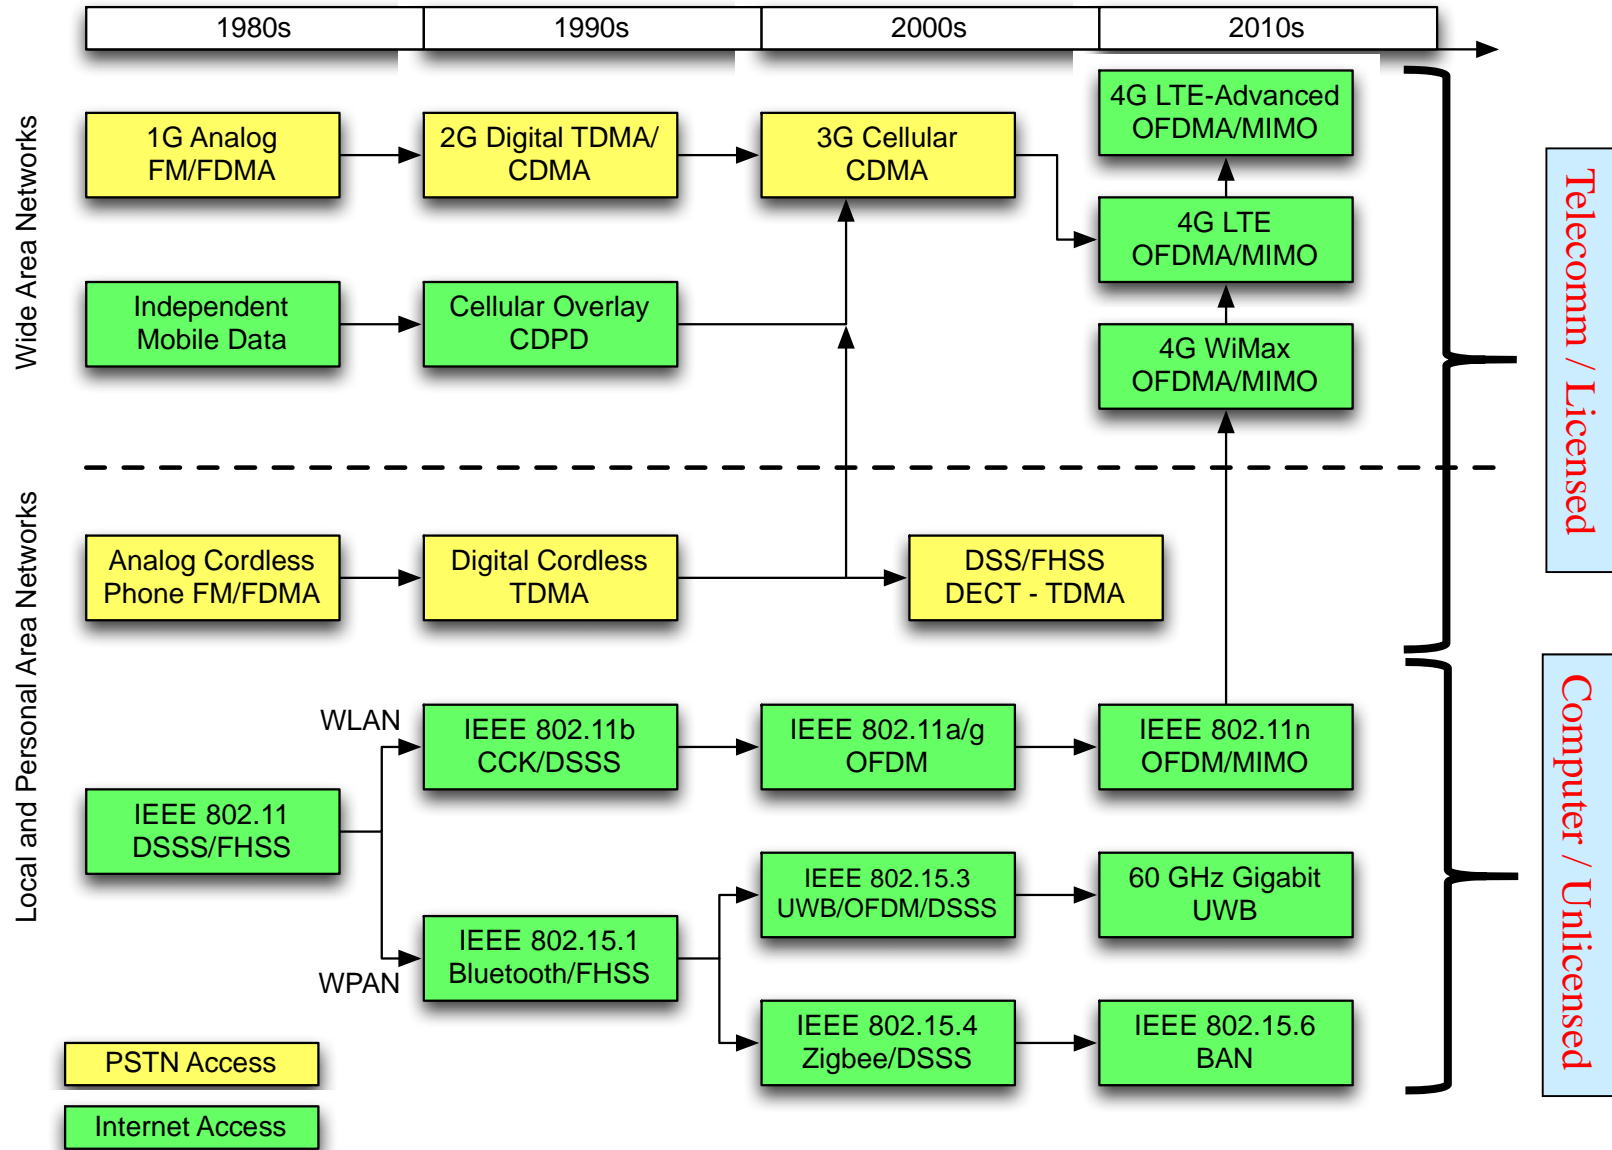 1980s
1990s
2000s
2010s
Wide Area Networks
1G Analog
FM/FDMA
2G Digital TDMA/
CDMA
3G Cellular
CDMA
4G LTE-Advanced
OFDMA/MIMO
4G LTE
OFDMA/MIMO
Independent
Mobile Data
Cellular Overlay
CDPD
4G WiMax
OFDMA/MIMO
Telecomm / Licensed
Local and Personal Area Networks
Analog Cordless
Phone FM/FDMA
Digital Cordless
TDMA
DSS/FHSS
DECT - TDMA
WLAN
IEEE 802.11b
CCK/DSSS
IEEE 802.11a/g
OFDM
IEEE 802.11n
OFDM/MIMO
IEEE 802.11
DSSS/FHSS
IEEE 802.15.3
UWB/OFDM/DSSS
60 GHz Gigabit
UWB
WPAN
IEEE 802.15.1
Bluetooth/FHSS
IEEE 802.15.4
Zigbee/DSSS
IEEE 802.15.6
BAN
Computer / Unlicensed
PSTN Access
Internet Access